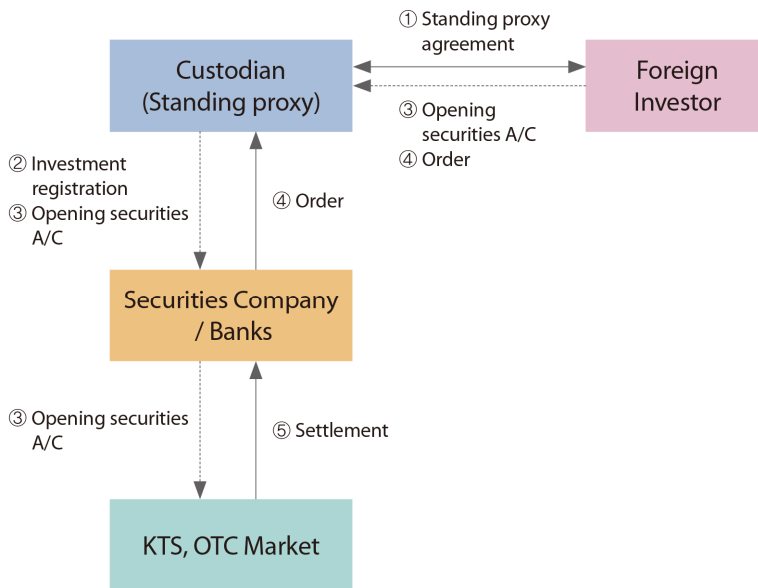 ① Standing proxy
agreement
Custodian
(Standing proxy)
Foreign
Investor
③ Opening
securities A/C
④ Order
② Investment
registration
③ Opening securities
A/C
④ Order
Securities Company
/ Banks
③ Opening securities
A/C
⑤ Settlement
KTS, OTC Market